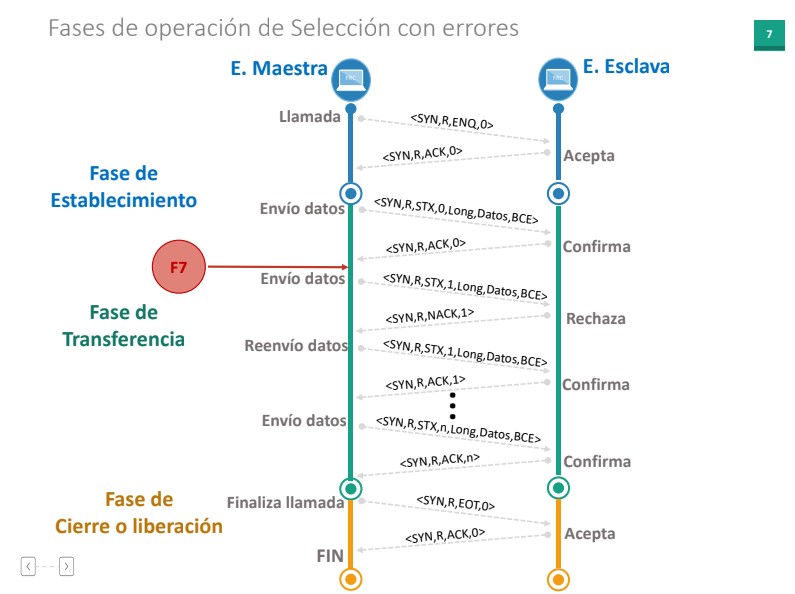 Fases de operación de Selección con errores
7
E. Maestra
E. Esclava
Llamada
<SYN,R,ENQ,0>
<SYN,R,ACK,0>
Acepta
Fase de
Establecimiento
Envío datos
<SYN,R,STX,0,Long,Datos,BCE>
<SYN,R,ACK,0>
Confirma
F7
Envío datos
<SYN,R,STX,1,Long,Datos,BCE>
Fase de
Transferencia
<SYN,R,NACK,1>
Rechaza
Reenvío datos
<SYN,R,STX,1,Long,Datos,BCE>
<SYN,R,ACK,1>
Confirma
Envío datos
<SYN,R,STX,n,Long,Datos,BCE>
<SYN,R,ACK,n>
Confirma
Fase de
Cierre o liberación
Finaliza llamada
<SYN,R,EOT,0>
<SYN,R,ACK,0>
Acepta
FIN